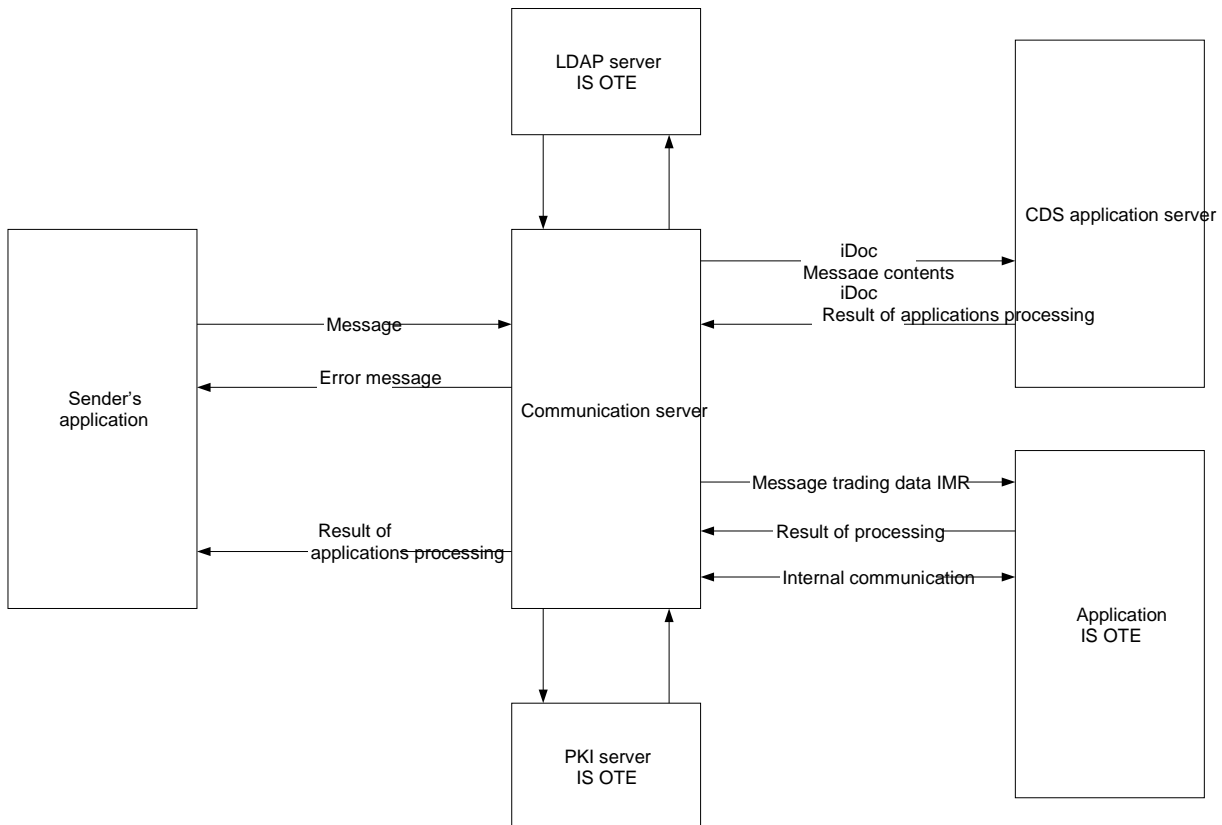 LDAP server
IS OTE
CDS application server
iDoc
Message contents
iDoc
Result of applications processing
Message
Error message
Sender's
application
Communication server
Message trading data IMR
Result of
applications processing
Result of processing
Internal communication
Application
IS OTE
PKI server
IS OTE